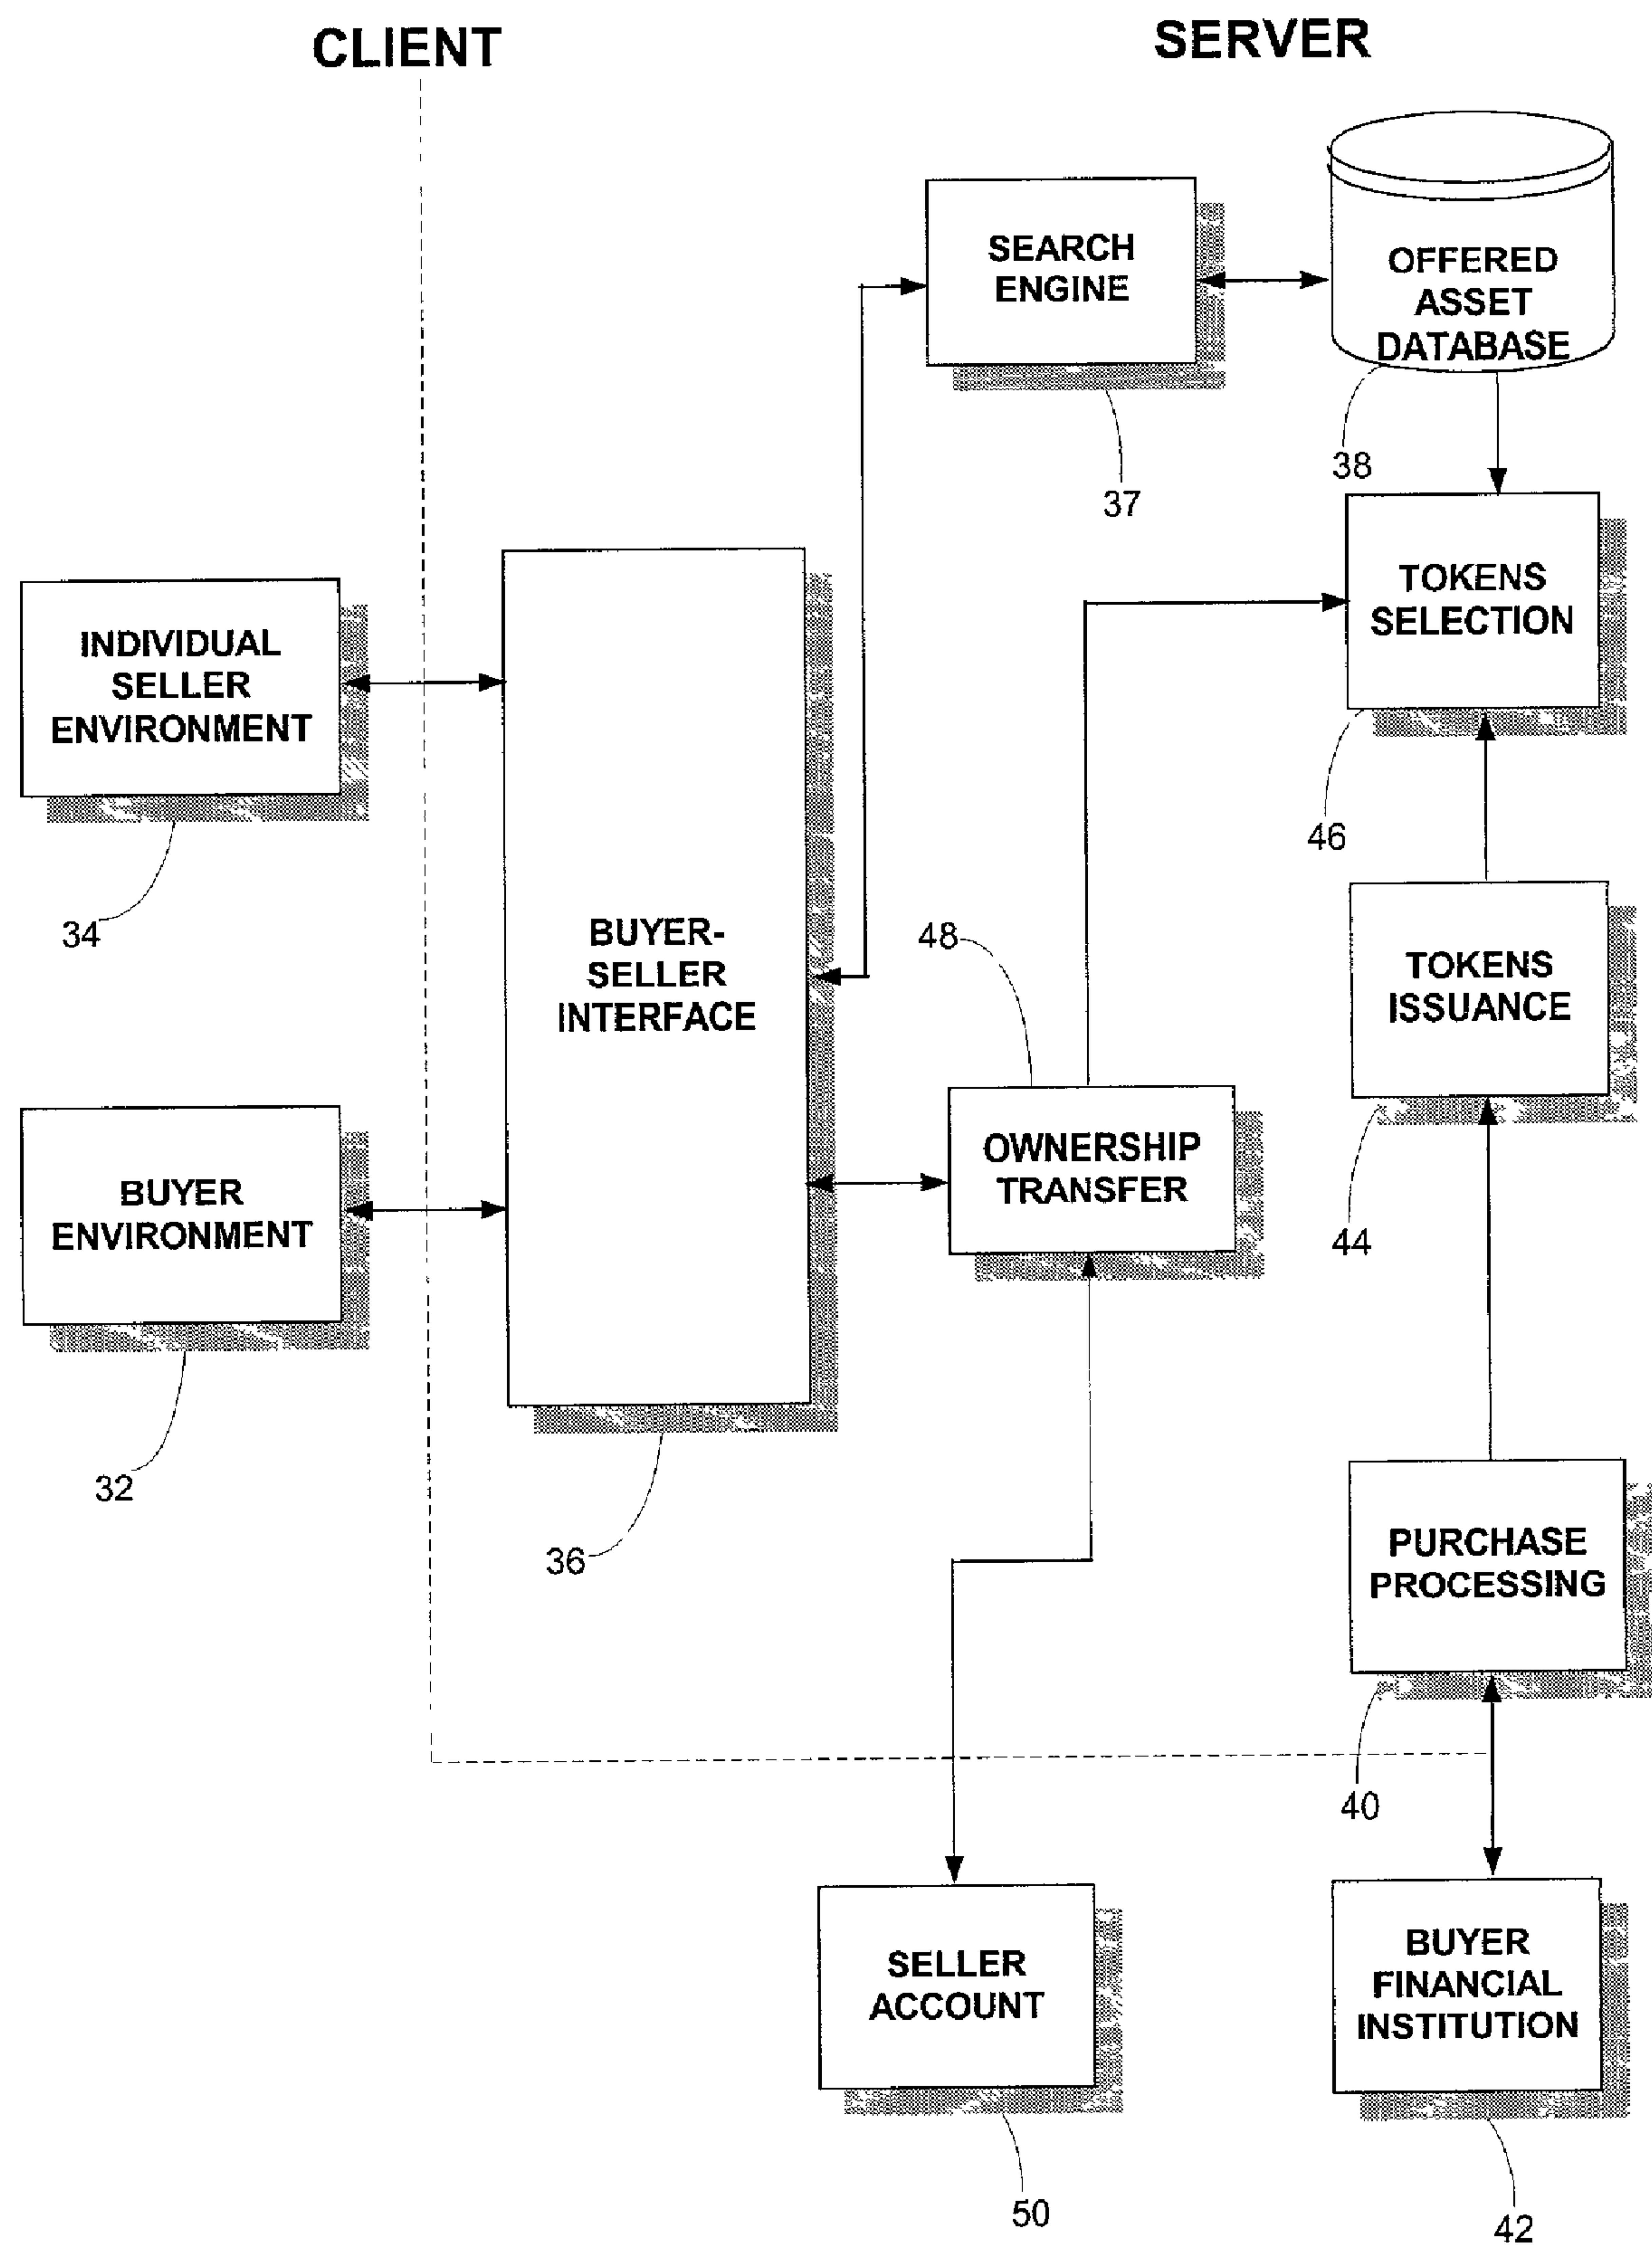 CLIENT
SERVER
SEARCH
ENGINE
37
OFFERED
ASSET
DATABASE
38
TOKENS
SELECTION
46
INDIVIDUAL
SELLER
ENVIRONMENT
34
BUYER-
SELLER
INTERFACE
36
48
OWNERSHIP
TRANSFER
TOKENS
ISSUANCE
44
BUYER
ENVIRONMENT
32
PURCHASE
PROCESSING
40
SELLER
ACCOUNT
50
BUYER
FINANCIAL
INSTITUTION
42